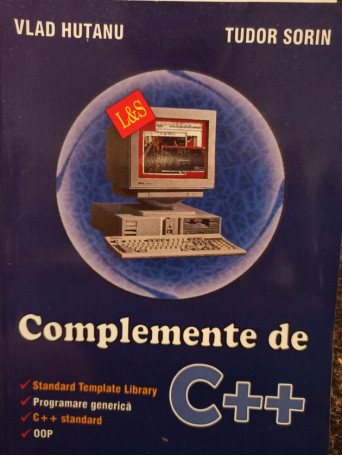 VLAD HUȚANU
TUDOR SORIN
L&S
Complemente de
C++
✓ Standard Template Library
✓ Programare generică
✓ C++ standard
✓ OOP